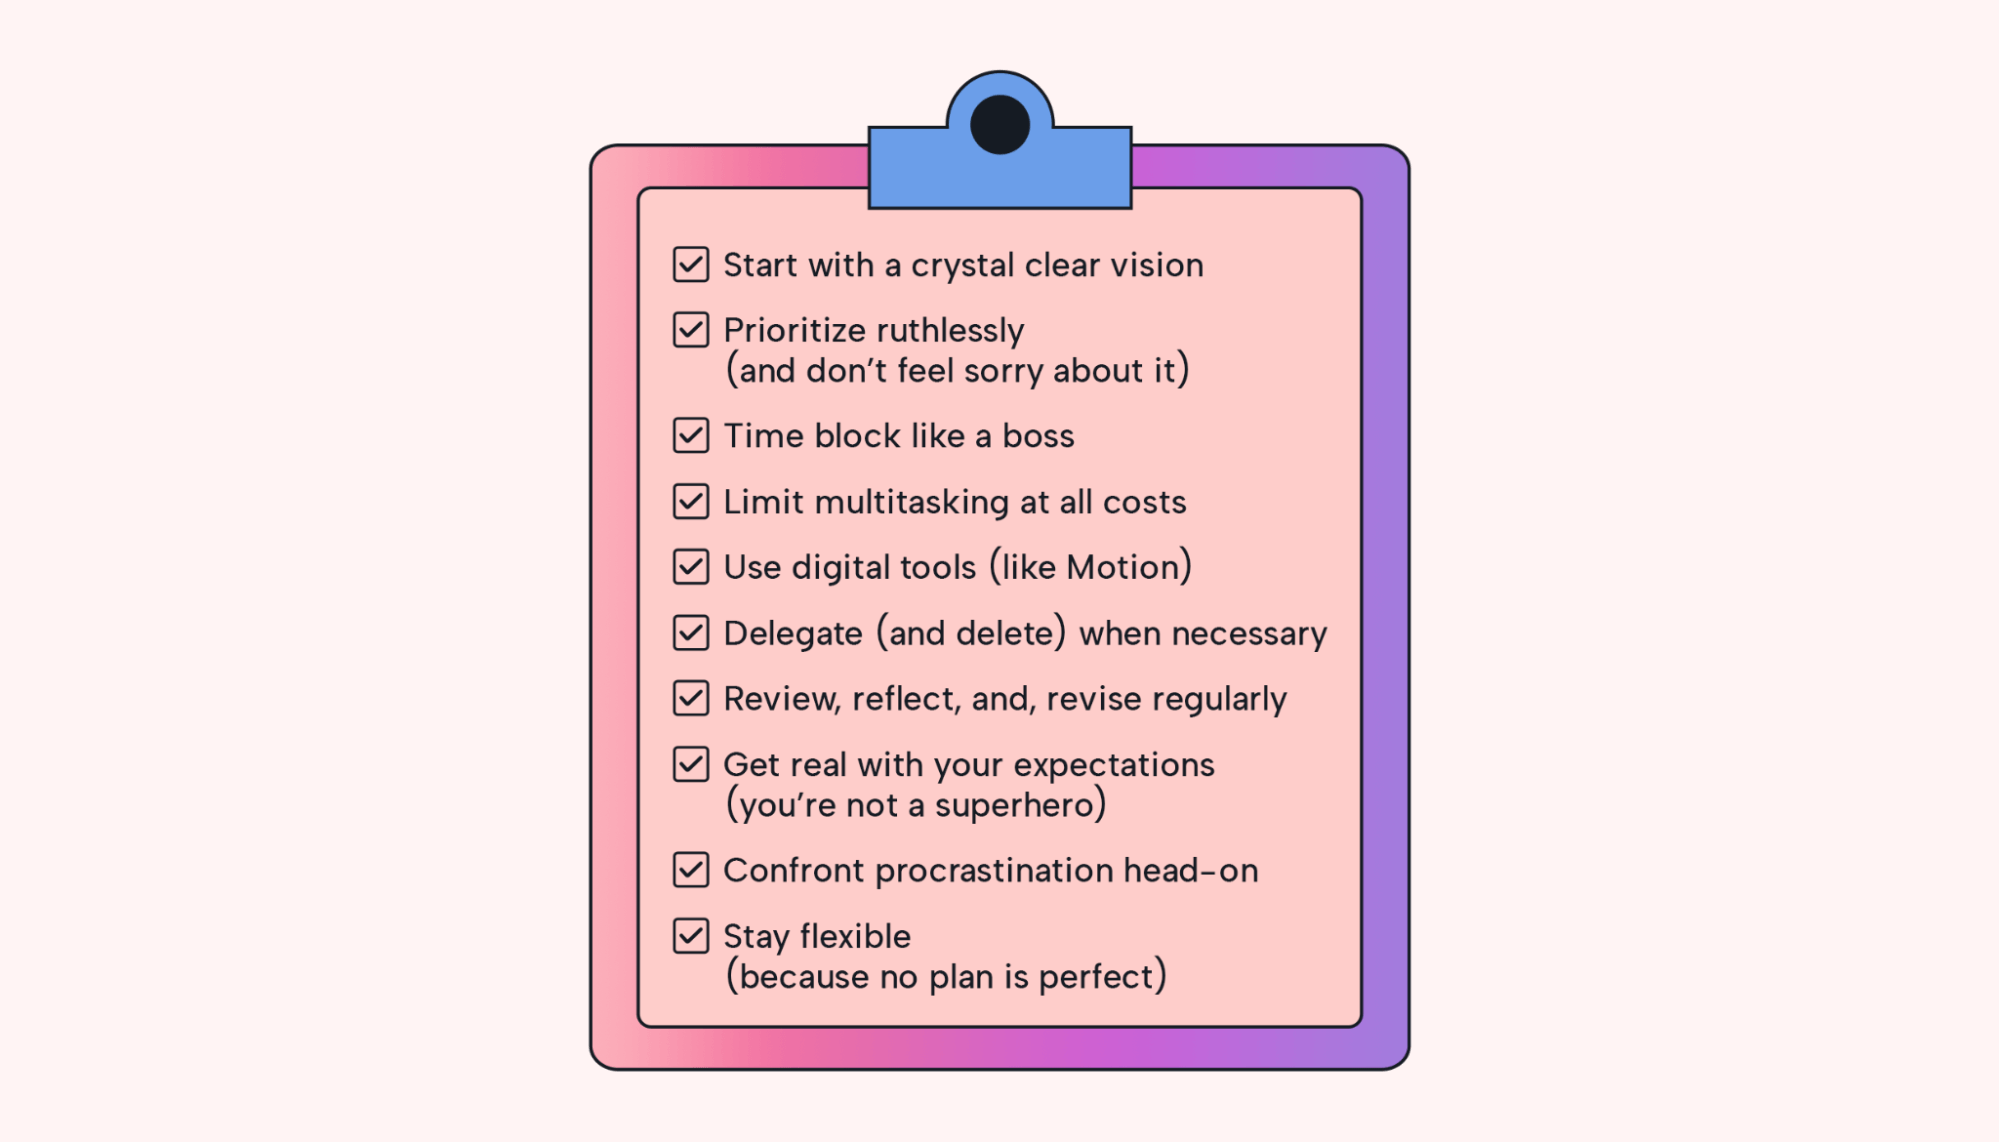 Start with a crystal clear vision
Prioritize ruthlessly
(and don’t feel sorry about it)
Time block like a boss
Limit multitasking at all costs
Use digital tools (like Motion)
Delegate (and delete) when necessary
Review, reflect, and, revise regularly
Get real with your expectations
(you’re not a superhero)
Confront procrastination head-on
Stay flexible
(because no plan is perfect)